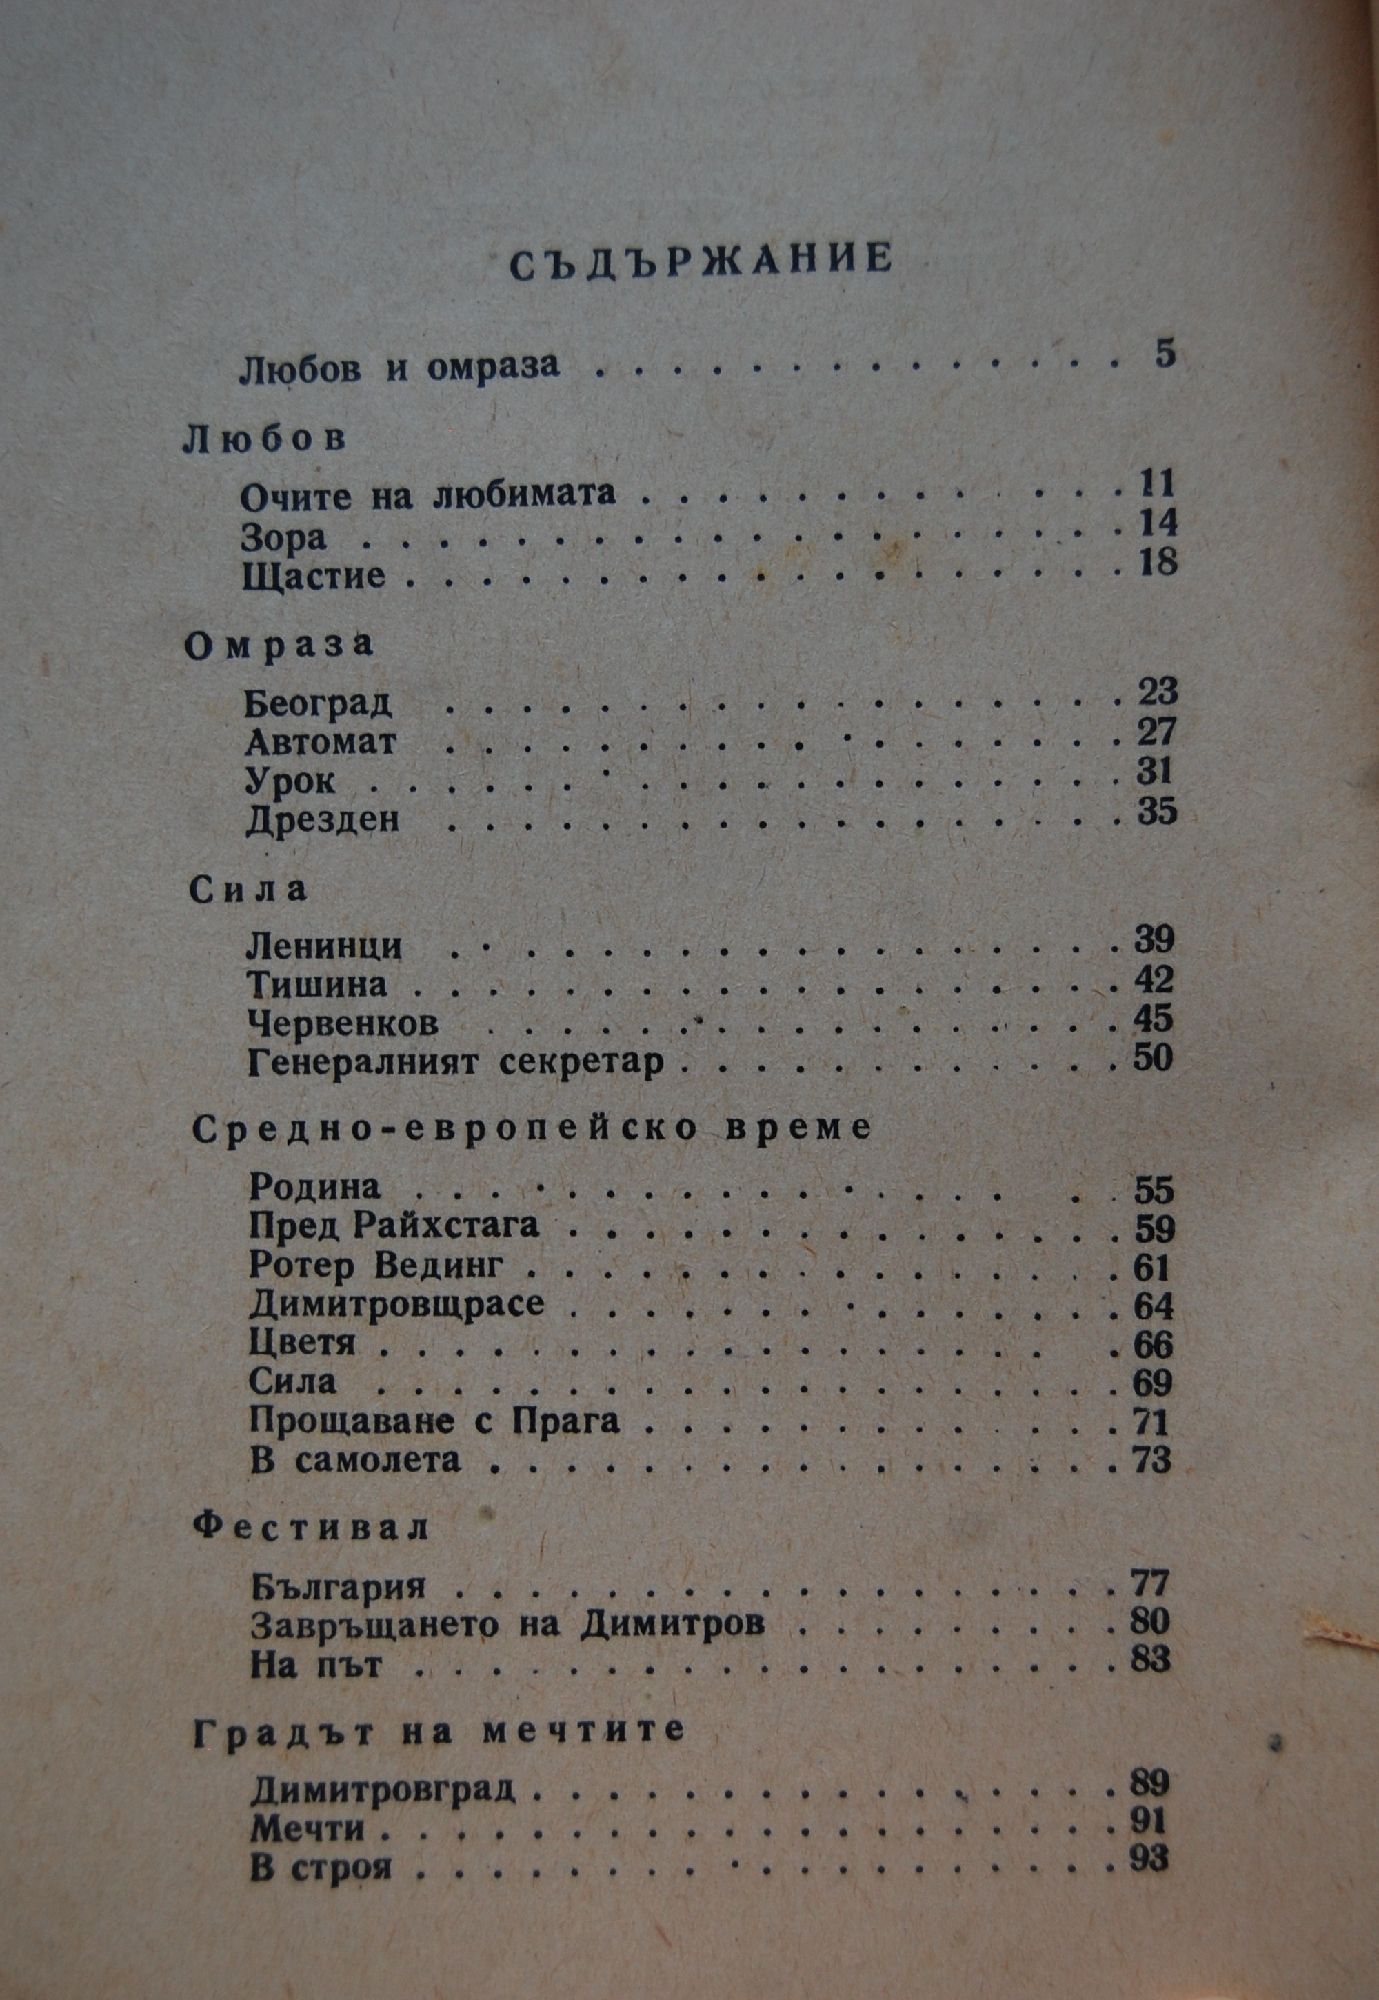 СЪДЪРЖАНИЕ
Любов и омраза . . . . . . . . . . . . . . 5
Любов
Очите на любимата . . . . . . . . . . . . . 11
Зора . . . . . . . . . . . . . . . . . . . . 14
Щастие . . . . . . . . . . . . . . . . . . . 18
Омраза
Београд . . . . . . . . . . . . . . . . . . 23
Автомат . . . . . . . . . . . . . . . . . . 27
Урок . . . . . . . . . . . . . . . . . . . . 31
Дрезден . . . . . . . . . . . . . . . . . . 35
Сила
Ленинци . . . . . . . . . . . . . . . . . . 39
Тишина . . . . . . . . . . . . . . . . . . . 42
Червенков . . . . . . . . . . . . . . . . . 45
Генералният секретар . . . . . . . . . . . . 50
Средно-европейско време
Родина . . . . . . . . . . . . . . . . . . 55
Пред Райхстага . . . . . . . . . . . . . . . 59
Ротер Вединг . . . . . . . . . . . . . . . . 61
Димитровщрасе . . . . . . . . . . . . . . . 64
Цветя . . . . . . . . . . . . . . . . . . . 66
Сила . . . . . . . . . . . . . . . . . . . . 69
Прощаване с Прага . . . . . . . . . . . . . 71
В самолета . . . . . . . . . . . . . . . . . 73
Фестивал
България . . . . . . . . . . . . . . . . . . 77
Завръщането на Димитров . . . . . . . . . 80
На път . . . . . . . . . . . . . . . . . . . 83
Градът на мечтите
Димитровград . . . . . . . . . . . . . . . . 89
Мечти . . . . . . . . . . . . . . . . . . . . 91
В строя . . . . . . . . . . . . . . . . . . . 93